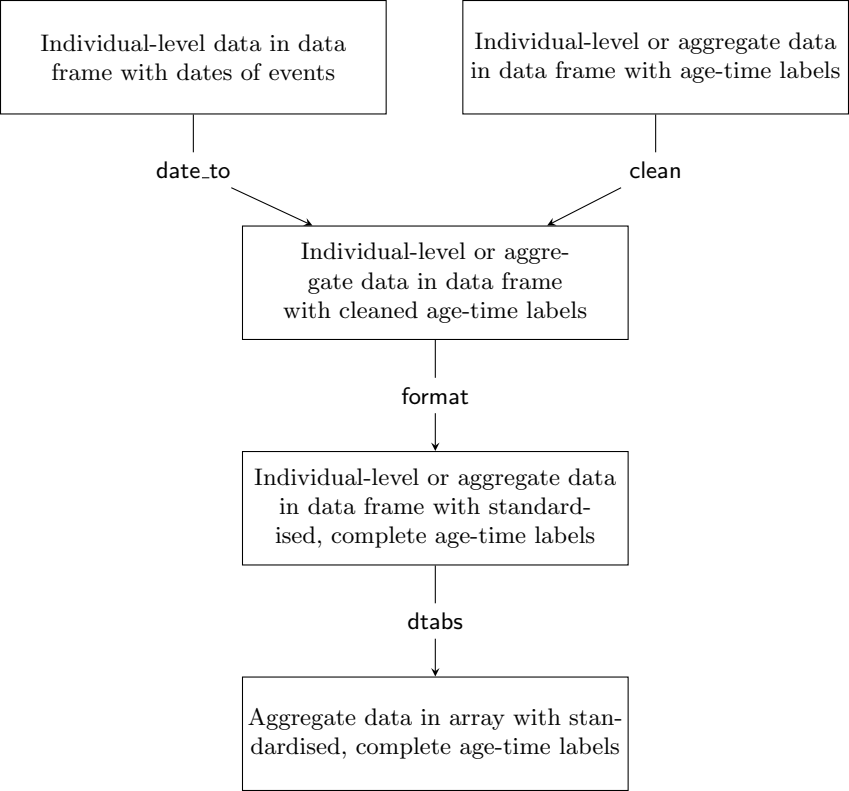 Individual-level data in data
frame with dates of events
Individual-level or aggregate data
in data frame with age-time labels
date_to
clean
Individual-level or aggre-
gate data in data frame
with cleaned age-time labels
format
Individual-level or aggregate data
in data frame with standard-
ised, complete age-time labels
dtabs
Aggregate data in array with stan-
dardised, complete age-time labels